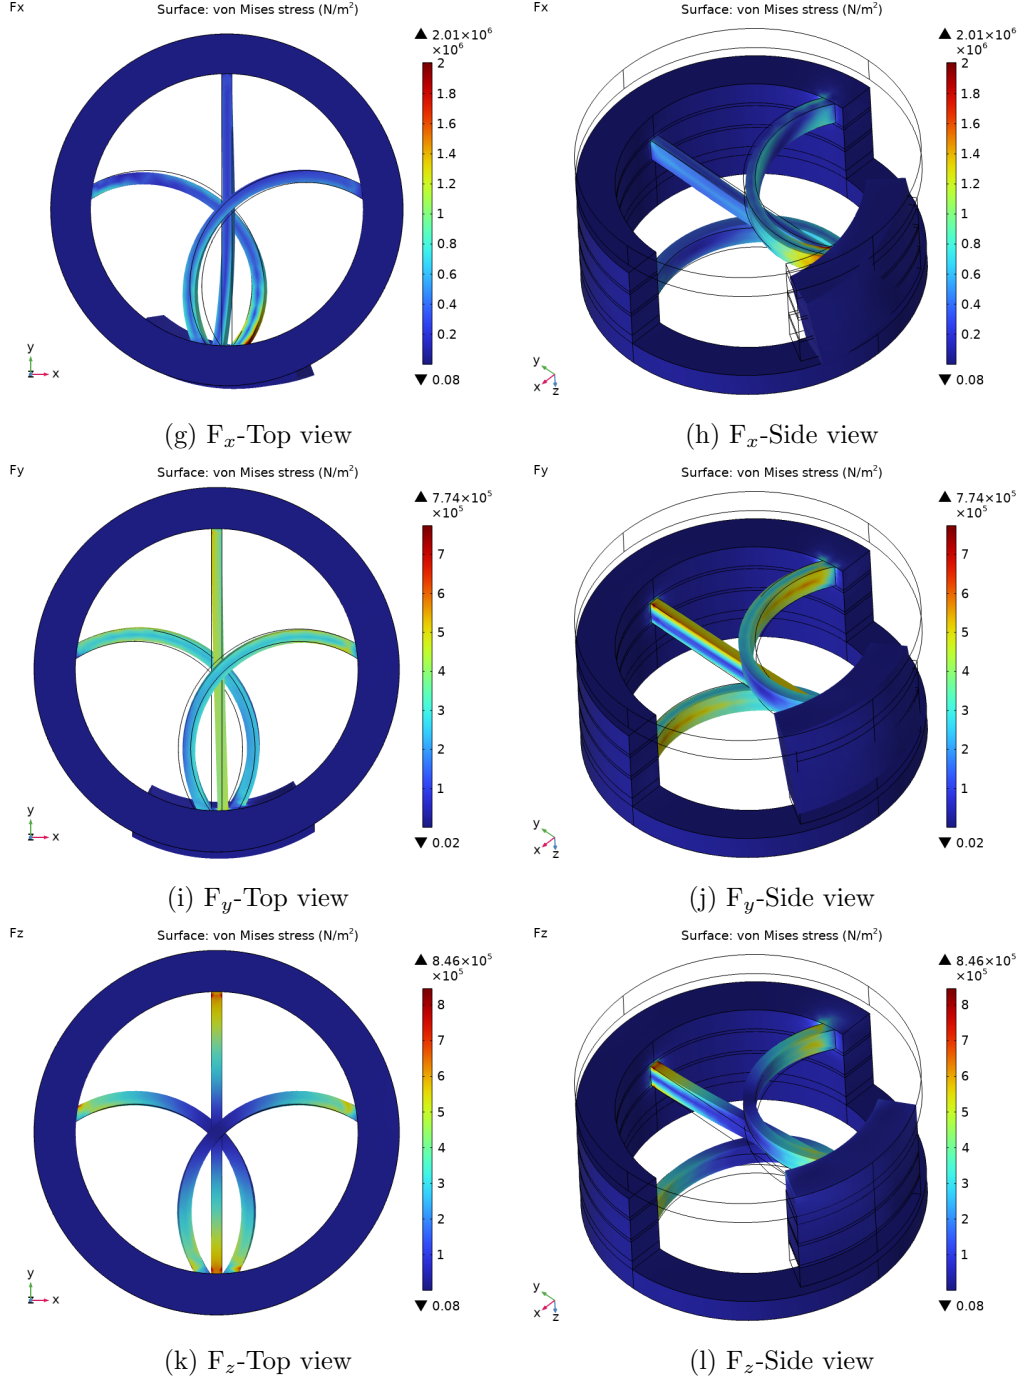 Fx
Surface: von Mises stress (N/m²)
▲ 2.01×10⁶
×10⁶
2
1.8
1.6
1.4
1.2
1
0.8
0.6
0.4
0.2
▼ 0.08
y
z
x
(g) Fₓ-Top view
Fx
Surface: von Mises stress (N/m²)
▲ 2.01×10⁶
×10⁶
2
1.8
1.6
1.4
1.2
1
0.8
0.6
0.4
0.2
▼ 0.08
y
x
z
(h) Fₓ-Side view
Fy
Surface: von Mises stress (N/m²)
▲ 7.74×10⁵
×10⁵
7
6
5
4
3
2
1
▼ 0.02
y
z
x
(i) Fy-Top view
Fy
Surface: von Mises stress (N/m²)
▲ 7.74×10⁵
×10⁵
7
6
5
4
3
2
1
▼ 0.02
y
x
z
(j) Fy-Side view
Fz
Surface: von Mises stress (N/m²)
▲ 8.46×10⁵
×10⁵
8
7
6
5
4
3
2
1
▼ 0.08
y
z
x
(k) Fz-Top view
Fz
Surface: von Mises stress (N/m²)
▲ 8.46×10⁵
×10⁵
8
7
6
5
4
3
2
1
▼ 0.08
y
x
z
(l) Fz-Side view